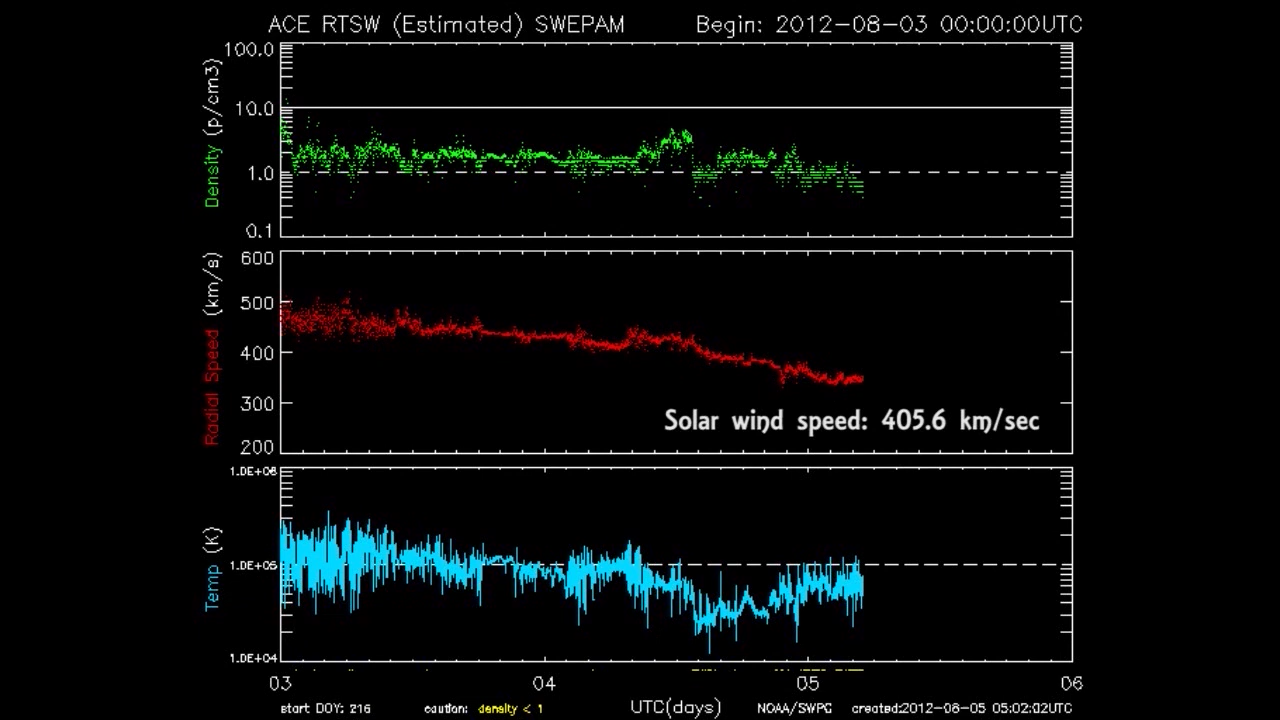 ACE RTSW (Estimated) SWEPAM Begin: 2012-08-03 00:00:00UTC
Density (p/cm3)
100.0
10.0
1.0
0.1
Radial Speed (km/s)
600
500
400
300
200
Solar wind speed: 405.6 km/sec
Temp (K)
1.0E+06
1.0E+05
1.0E+04
03 04 05 06
start DOY: 216 caution: density < 1 UTC(days) NOAA/SWPC created:2012-08-05 05:02:02UTC